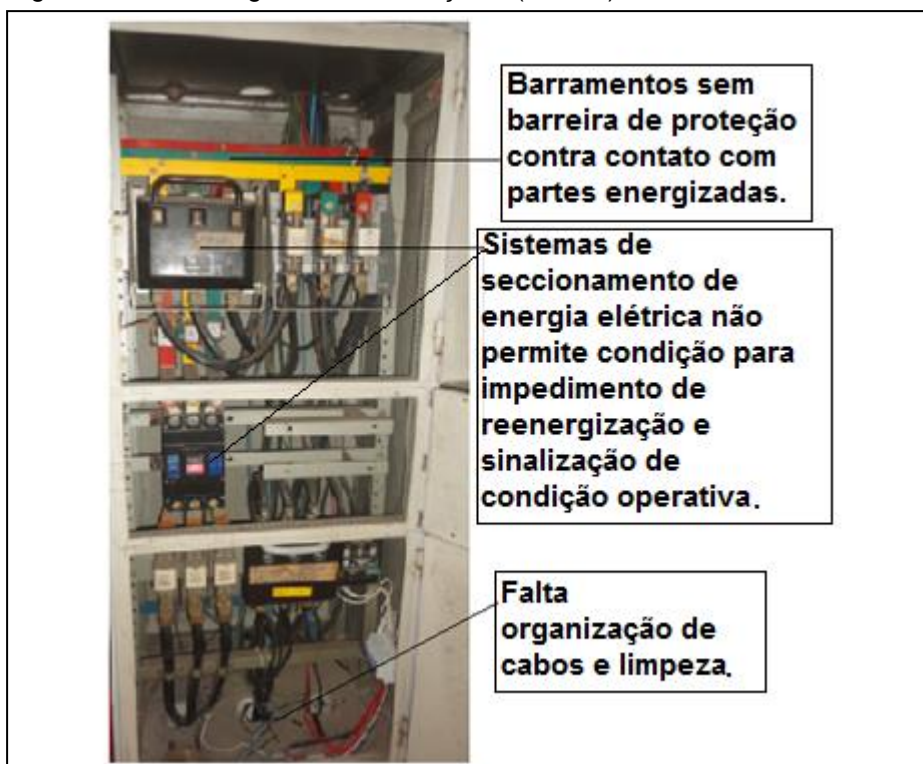 Barramentos sem
barreira de proteção
contra contato com
partes energizadas.
Sistemas de
seccionamento de
energia elétrica não
permite condição para
impedimento de
reenergização e
sinalização de
condição operativa.
Falta
organização de
cabos e limpeza.